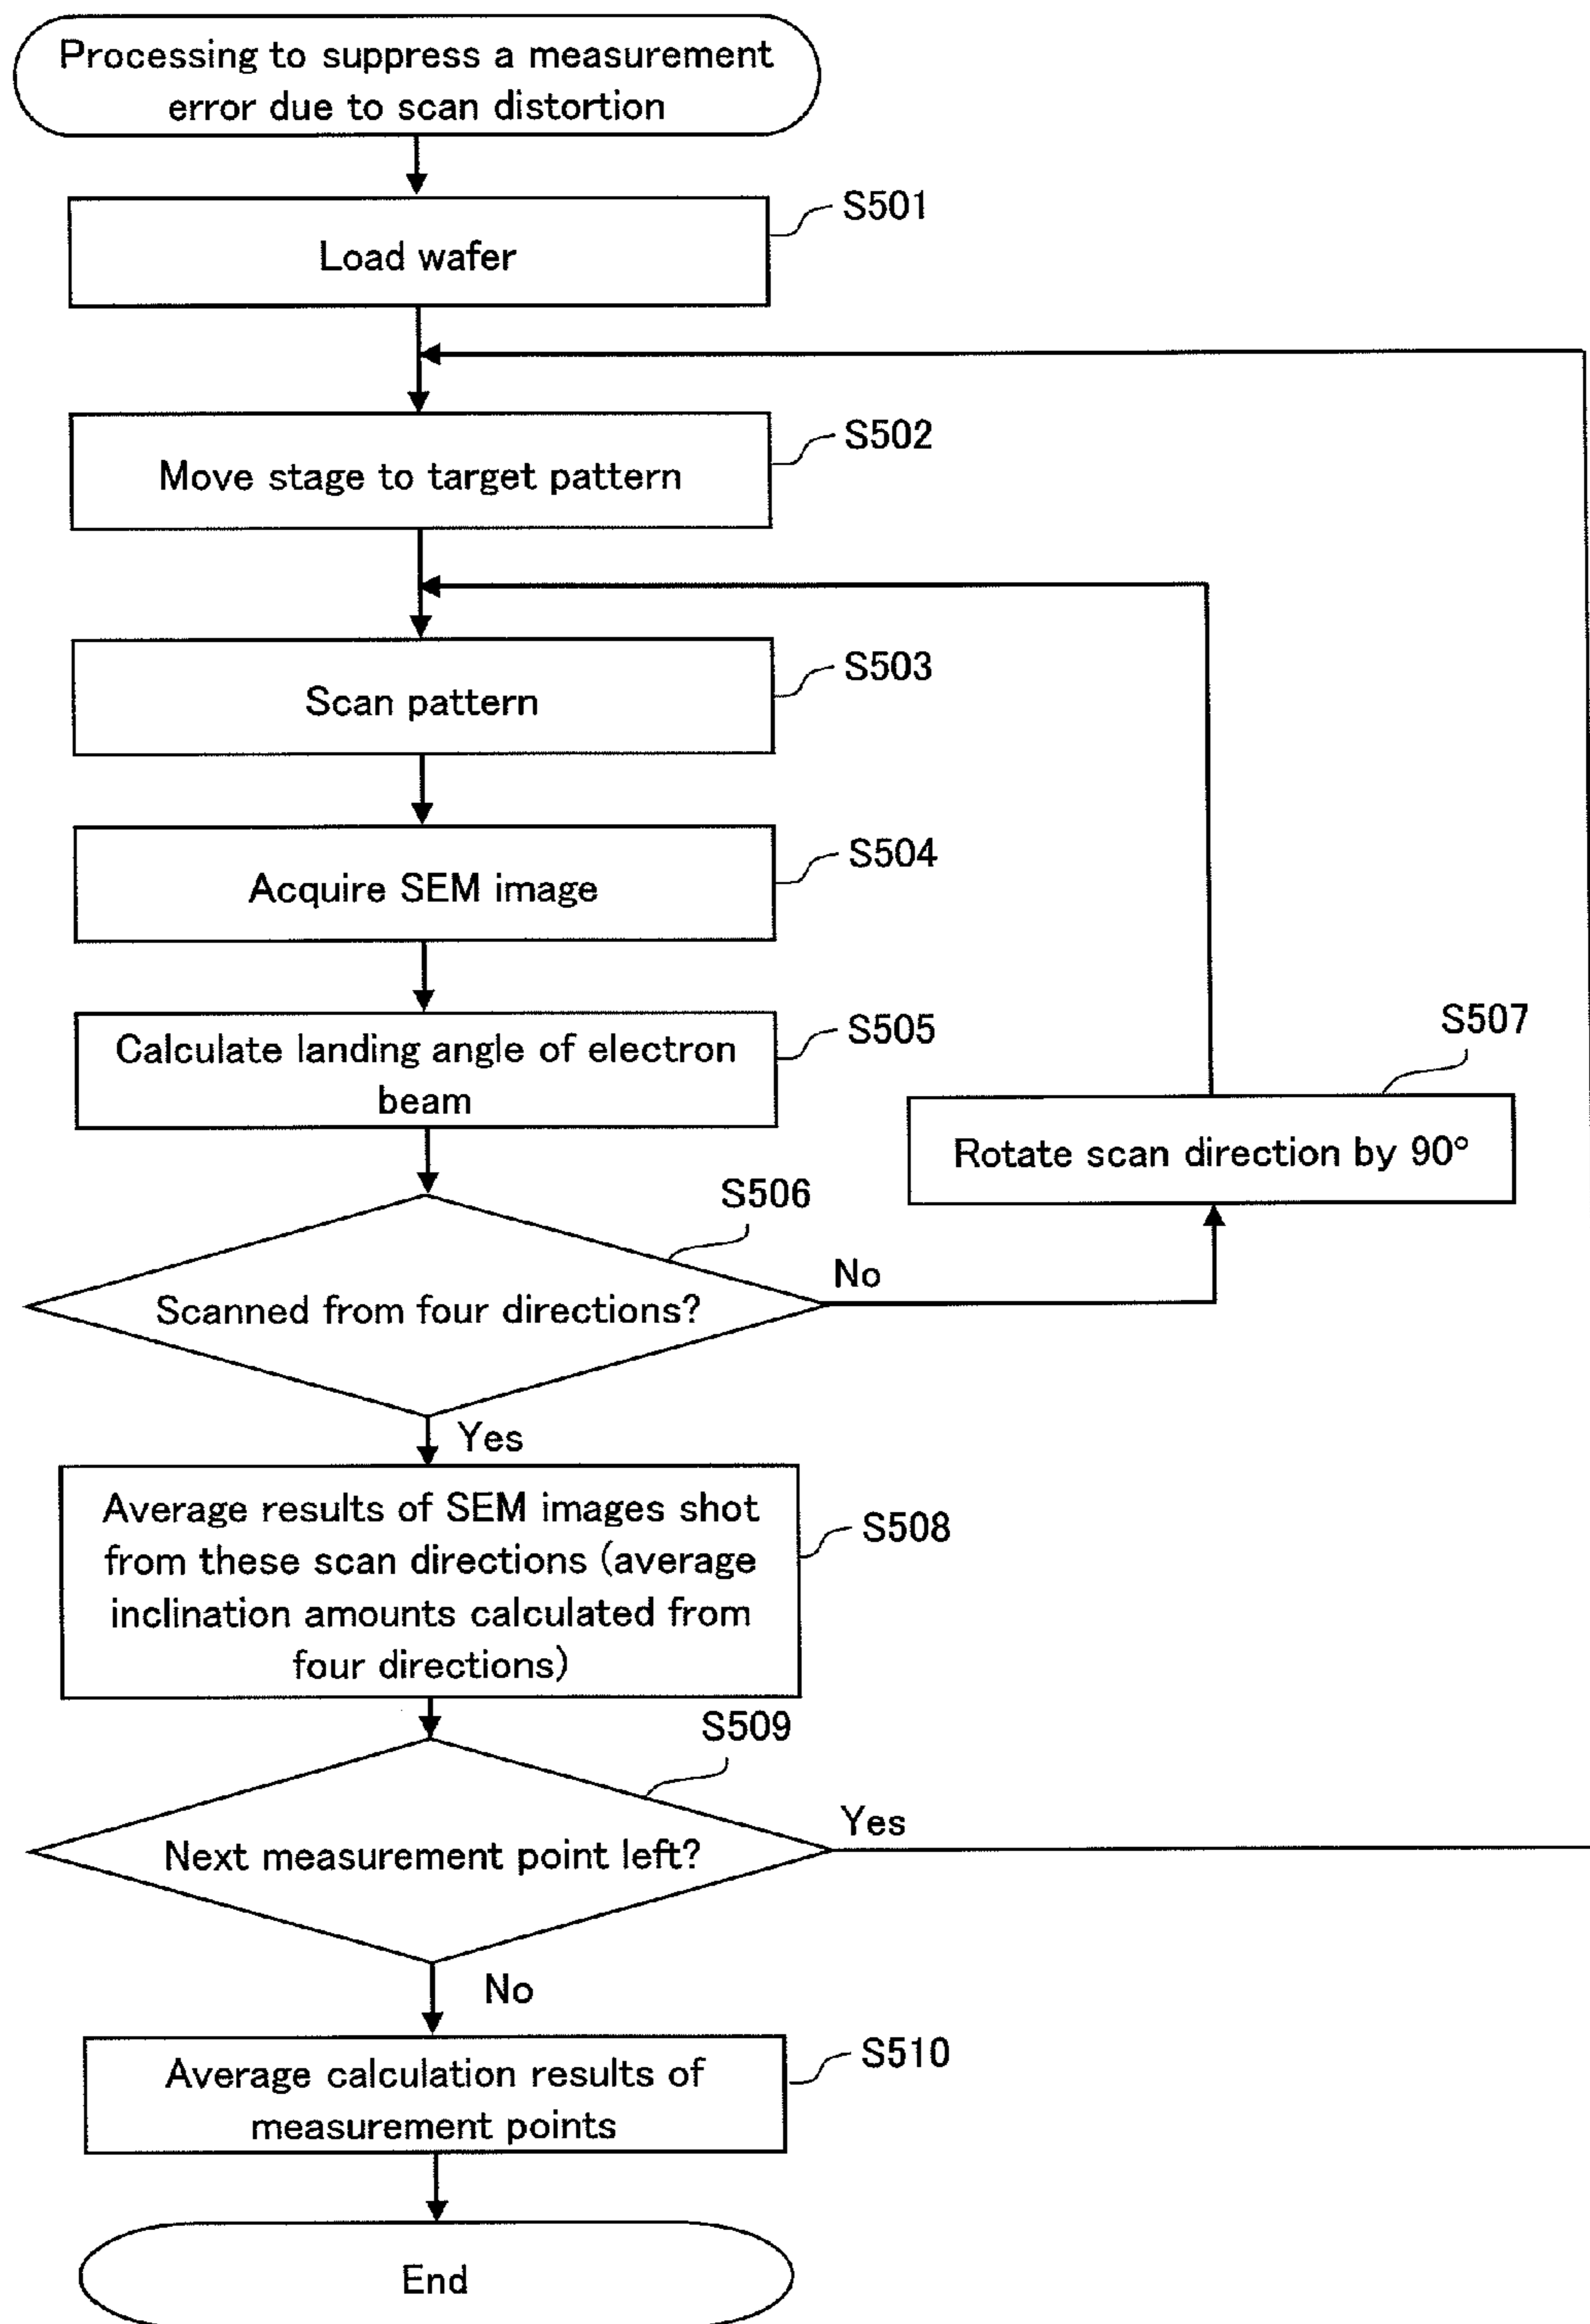 Processing to suppress a measurement
error due to scan distortion
S501
Load wafer
S502
Move stage to target pattern
S503
Scan pattern
S504
Acquire SEM image
S505
Calculate landing angle of electron
beam
S507
Rotate scan direction by 90°
S506
Scanned from four directions?
No
Yes
Average results of SEM images shot
from these scan directions (average
inclination amounts calculated from
four directions)
S508
S509
Next measurement point left?
Yes
No
Average calculation results of
measurement points
S510
End